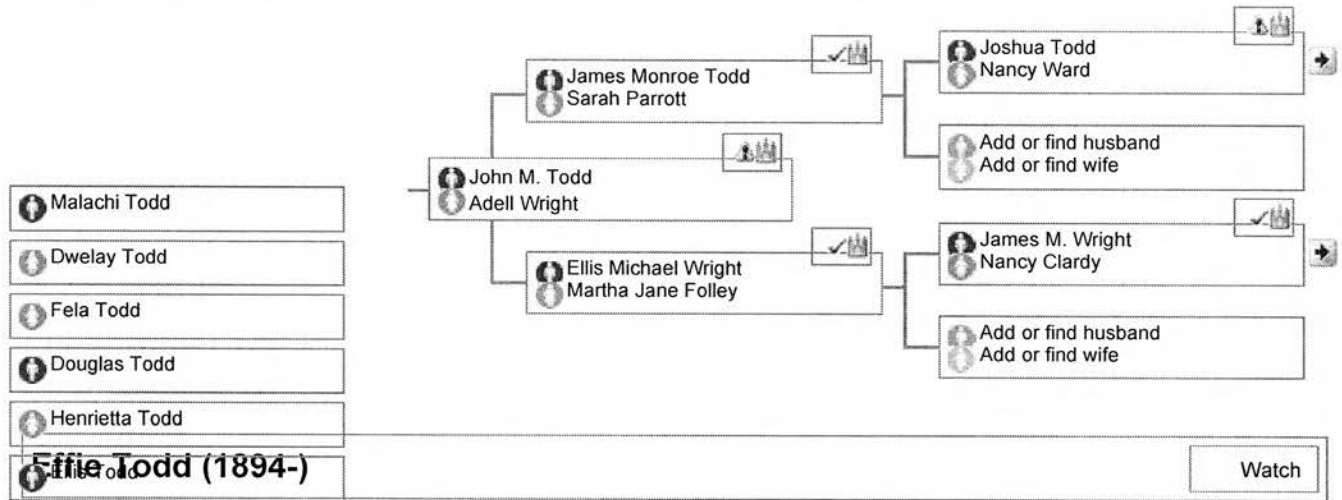 James Monroe Todd
Sarah Parrott
Joshua Todd
Nancy Ward
Add or find husband
Add or find wife
John M. Todd
Adell Wright
Ellis Michael Wright
Martha Jane Folley
James M. Wright
Nancy Clardy
Add or find husband
Add or find wife
Malachi Todd
Dwelay Todd
Fela Todd
Douglas Todd
Henrietta Todd
Ellis Todd
Effie Todd (1894-)
Watch